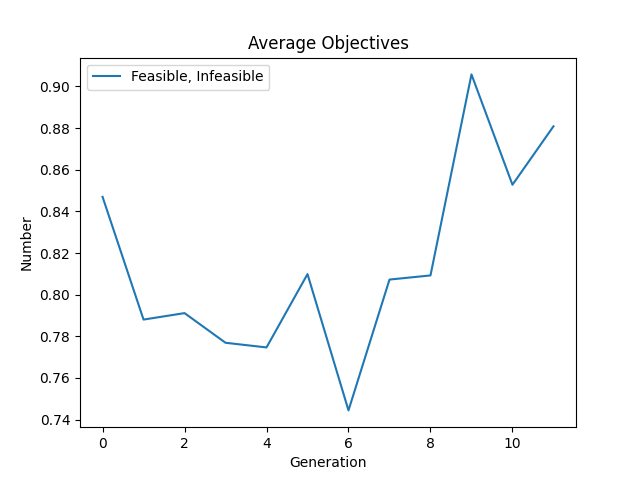 Average Objectives
Feasible, Infeasible
Number
0.90
0.88
0.86
0.84
0.82
0.80
0.78
0.76
0.74
0 2 4 6 8 10
Generation